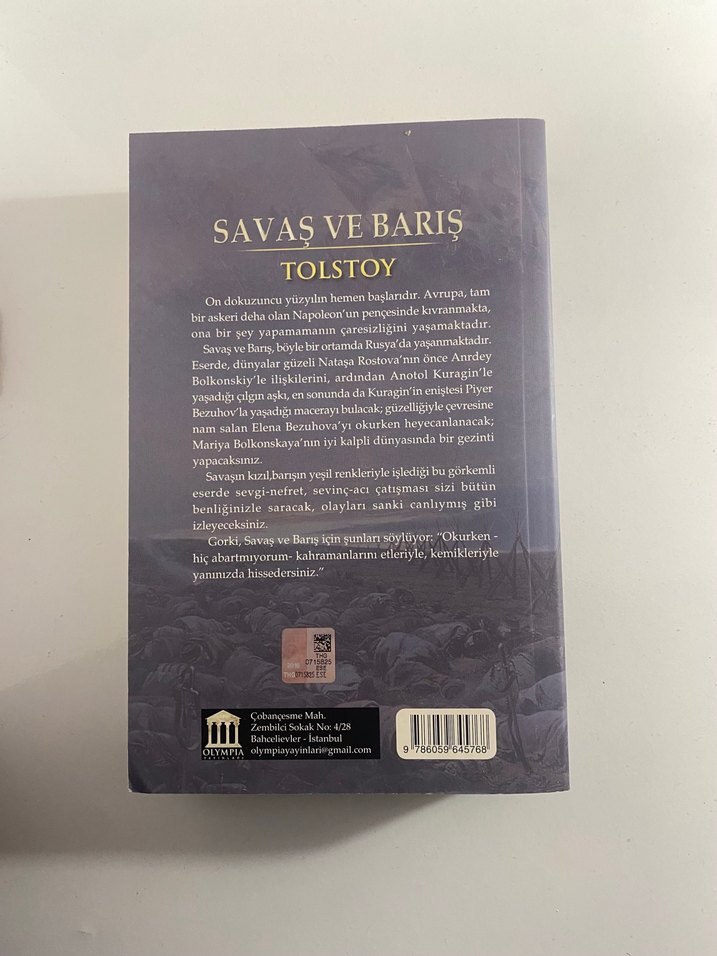 SAVAŞ VE BARIŞ
TOLSTOY
On dokuzuncu yüzyılın hemen başlarıdır. Avrupa, tam
bir askeri deha olan Napoleon'un pençesinde kıvranmakta,
ona bir şey yapamamanın çaresizliğini yaşamaktadır.
Savaş ve Barış, böyle bir ortamda Rusya'da yaşanmaktadır.
Eserde, dünyalar güzeli Nataşa Rostova'nın önce Anrdey
Bolkonskiy'le ilişkilerini, ardından Anotol Kuragin'le
yaşadığı çılgın aşkı, en sonunda da Kuragin'in eniştesi Piyer
Bezuhov'la yaşadığı macerayı bulacak; güzelliğiyle çevresine
nam salan Elena Bezuhova'yı okurken heyecanlanacak;
Mariya Bolkonskaya'nın iyi kalpli dünyasında bir gezinti
yapacaksınız.
Savaşın kızıl,barışın yeşil renkleriyle işlediği bu görkemli
eserde sevgi-nefret, sevinç-acı çatışması sizi bütün
benliğinizle saracak, olayları sanki canlıymış gibi
izleyeceksiniz.
Gorki, Savaş ve Barış için şunları söylüyor: “Okurken -
hiç abartmıyorum- kahramanlarını etleriyle, kemikleriyle
yanınızda hissedersiniz.”
THG
0715825
ESE
2016
THG0715825 ESE
OLYMPIA
YAYINLARI
Çobançesme Mah.
Zembilci Sokak No: 4/28
Bahcelievler - İstanbul
olympiayayinlari@gmail.com
9 786059 645768